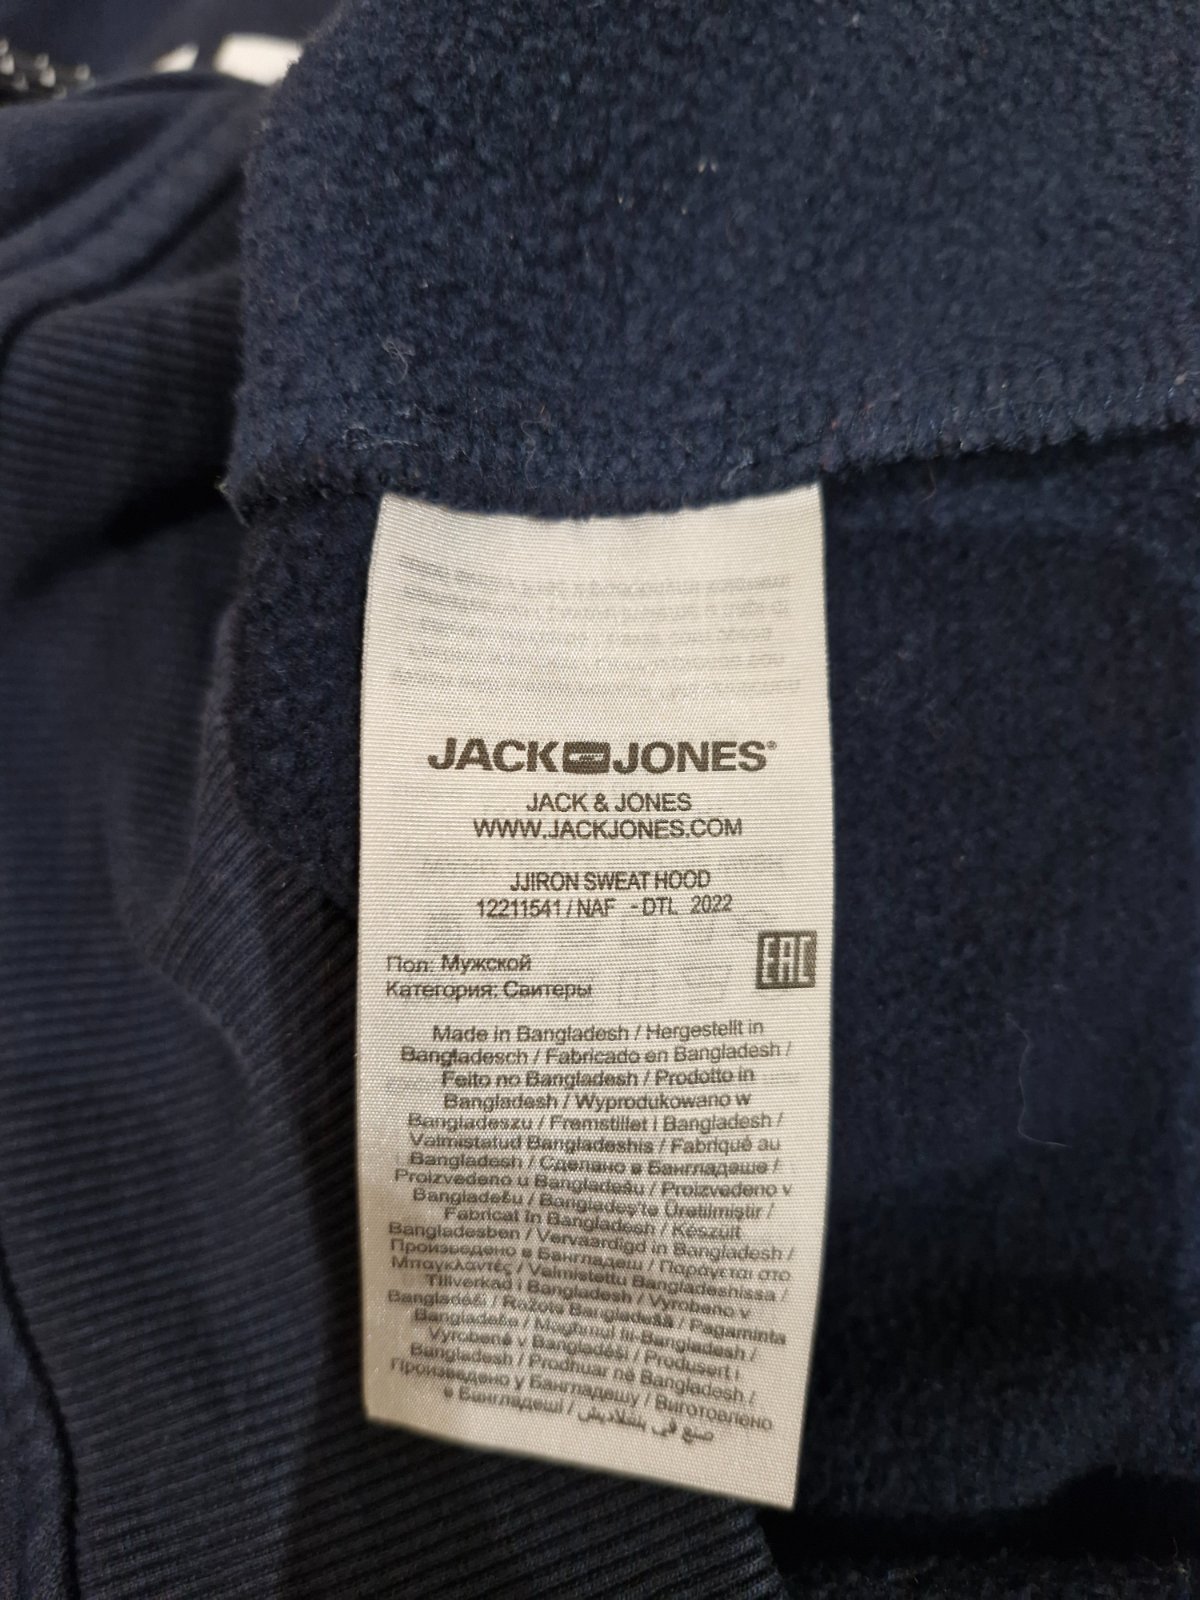 JACK JONES®
JACK & JONES
WWW.JACKJONES.COM
JJIRON SWEAT HOOD
12211541 / NAF - DTL 2022
EAC
Пол: Мужской
Категория: Свитеры
Made in Bangladesh / Hergestellt in
Bangladesch / Fabricado en Bangladesh /
Feito no Bangladesh / Prodotto in
Bangladesh / Wyprodukowano w
Bangladeszu / Fremstillet i Bangladesh /
Valmistatud Bangladeshis / Fabriqué au
Bangladesh / Сделано в Бангладеше /
Proizvedeno u Bangladešu / Proizvedeno v
Bangladešu / Bangladeş'te Üretilmiştir /
Fabricat în Bangladesh / Készült
Bangladesben / Vervaardigd in Bangladesh /
Произведено в Бангладеш / Παράγεται στο
Μπαγκλαντές / Valmistettu Bangladeshissa /
Tillverkad i Bangladesh / Vyrobeno v
Bangladéši / Ražots Bangladešā / Pagaminta
Bangladeše / Magħmul fil-Bangladesh /
Vyrobené v Bangladéši / Produsert i
Bangladesh / Prodhuar në Bangladesh /
Произведено у Бангладешу / Виготовлено
в Бангладеші / صنع في بنغلاديش